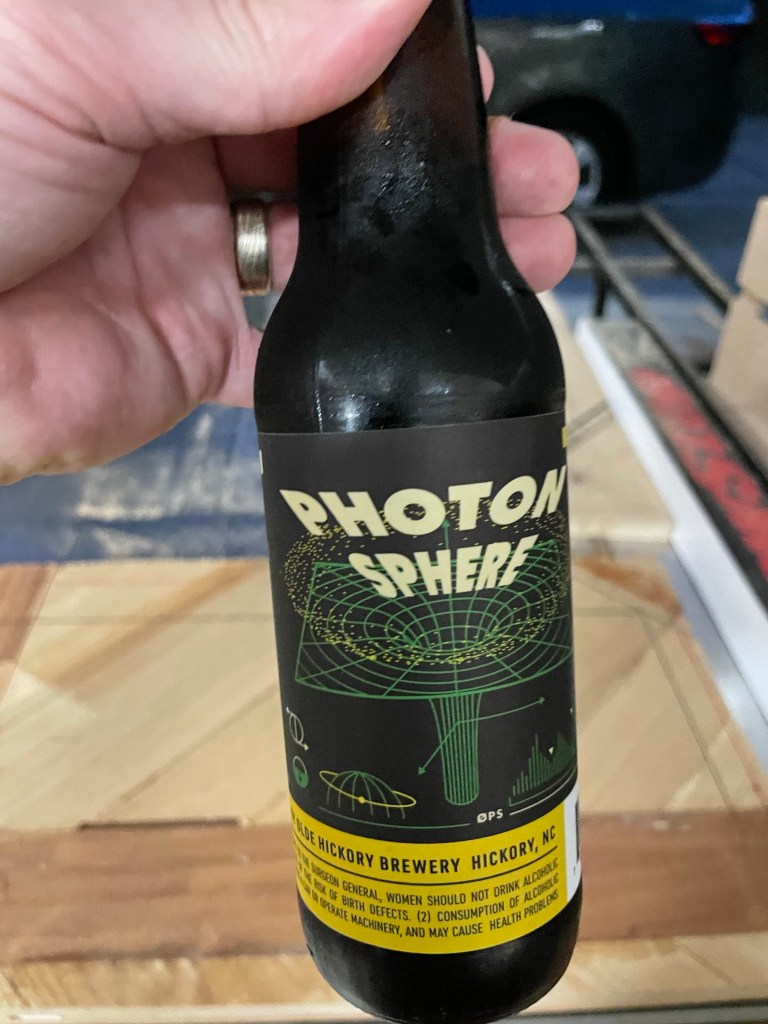 PHOTON
SPHERE
ØPS
OLDE HICKORY BREWERY HICKORY, NC
THE SURGEON GENERAL, WOMEN SHOULD NOT DRINK ALCOHOLIC
THE RISK OF BIRTH DEFECTS. (2) CONSUMPTION OF ALCOHOLIC
CAR OR OPERATE MACHINERY, AND MAY CAUSE HEALTH PROBLEMS